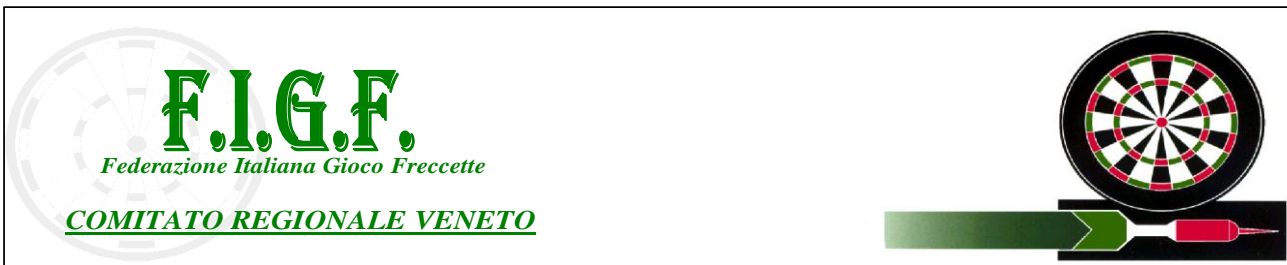 F.I.G.F.
Federazione Italiana Gioco Freccette
COMITATO REGIONALE VENETO